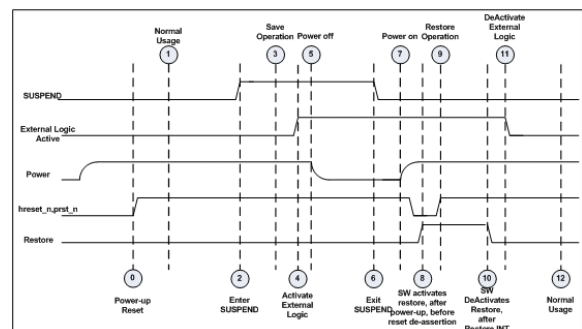 Normal
Usage
1
Save
Operation
3
Power off
5
Power on
7
Restore
Operation
9
DeActivate
External
Logic
11
SUSPEND
External Logic
Active
Power
hreset_n,prst_n
Restore
0
Power-up
Reset
2
Enter
SUSPEND
4
Activate
External
Logic
6
Exit
SUSPEND
8
SW activates
restore, after
power-up, before
reset de-assertion
10
SW
DeActivates
Restore,
after
Restore INT
12
Normal
Usage